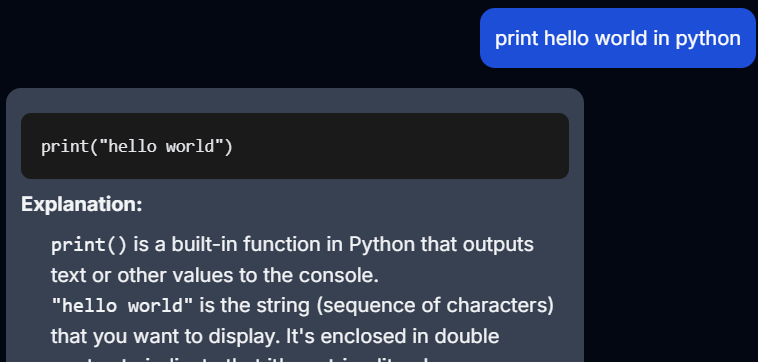 print hello world in python
print("hello world")
Explanation:
print() is a built-in function in Python that outputs
text or other values to the console.
"hello world" is the string (sequence of characters)
that you want to display. It's enclosed in double